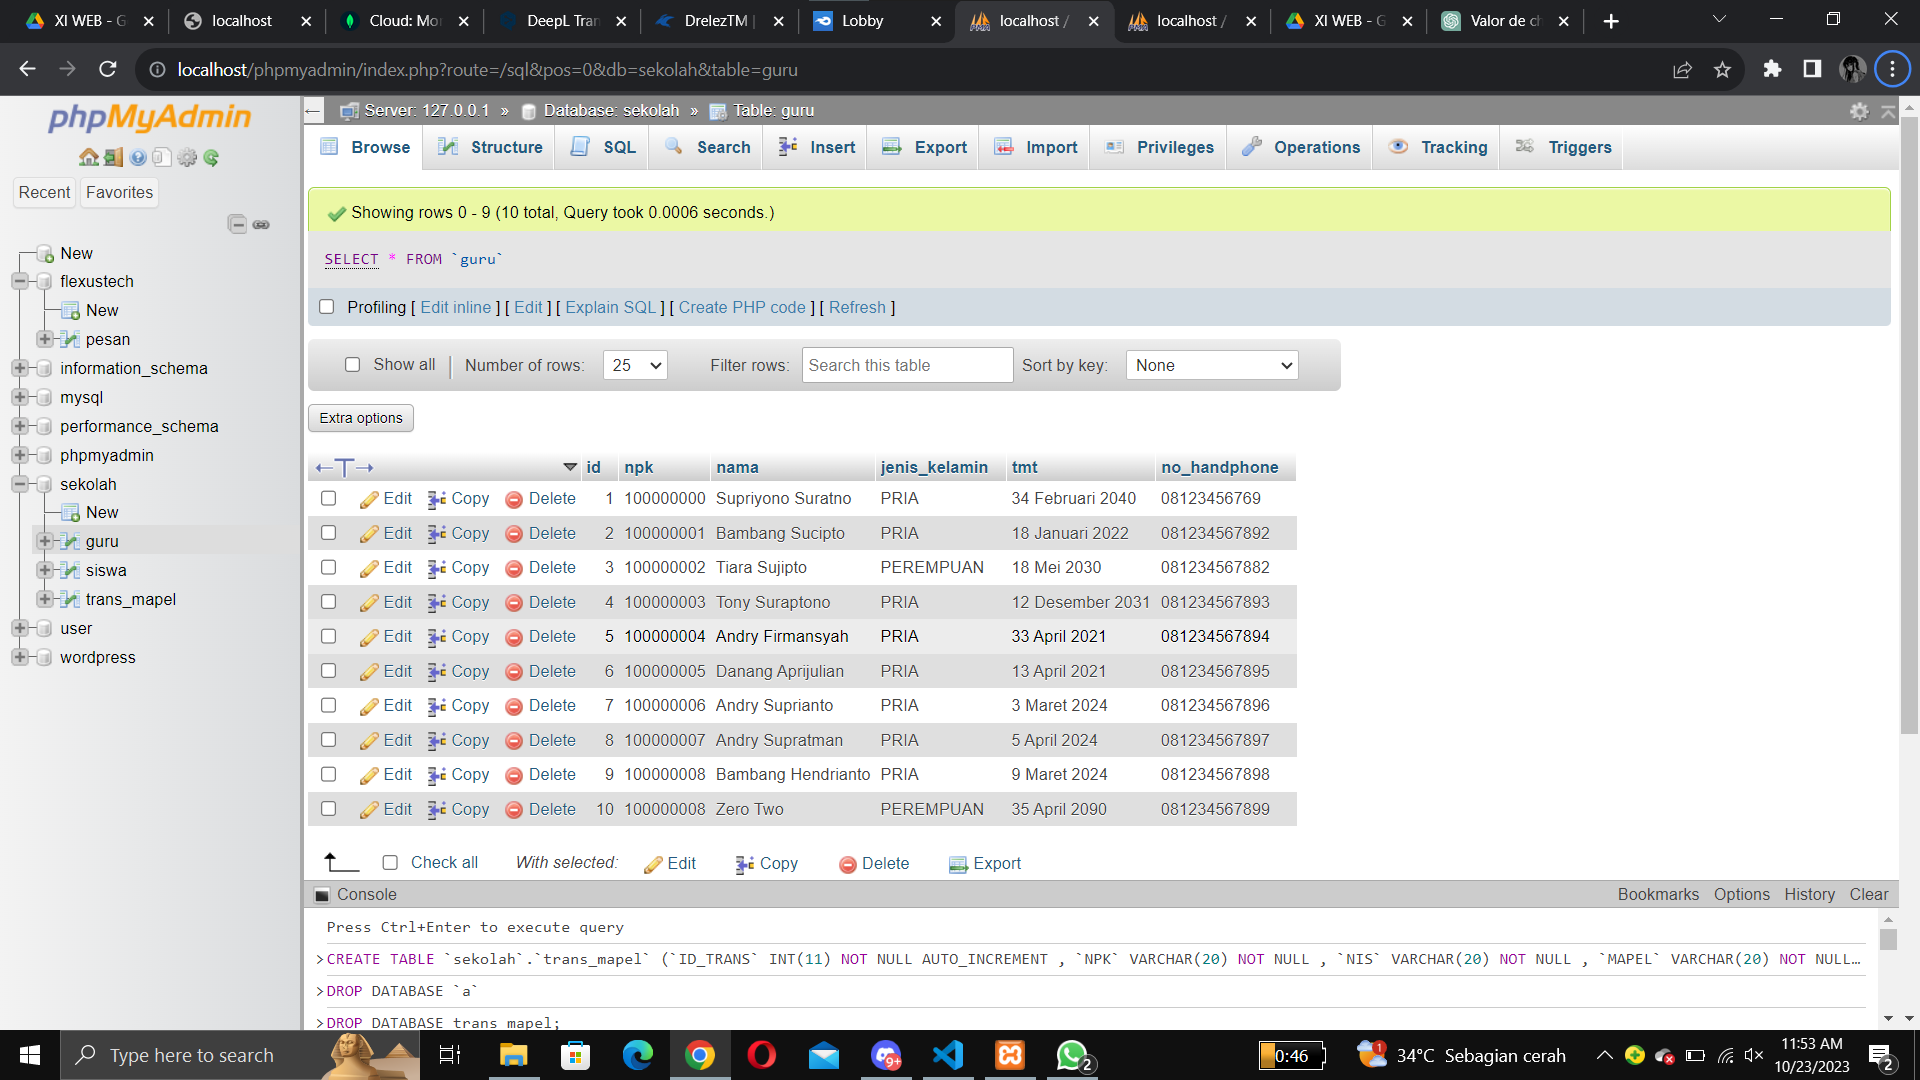 XI WEB - G
localhost
Cloud: Mo
DeepL Tran
DrelezTM |
Lobby
localhost /
localhost /
XI WEB - G
Valor de c
localhost/phpmyadmin/index.php?route=/sql&pos=0&db=sekolah&table=guru
phpMyAdmin
Recent
Favorites
New
flexustech
New
pesan
information_schema
mysql
performance_schema
phpmyadmin
sekolah
New
guru
siswa
trans_mapel
user
wordpress
Server: 127.0.0.1 » Database: sekolah » Table: guru
Browse Structure SQL Search Insert Export Import Privileges Operations Tracking Triggers
Showing rows 0 - 9 (10 total, Query took 0.0006 seconds.)
SELECT * FROM `guru`
Profiling [ Edit inline ] [ Edit ] [ Explain SQL ] [ Create PHP code ] [ Refresh ]
Show all Number of rows: 25 Filter rows: Search this table Sort by key: None
Extra options
id npk nama jenis_kelamin tmt no_handphone
Edit Copy Delete 1 100000000 Supriyono Suratno PRIA 34 Februari 2040 08123456769
Edit Copy Delete 2 100000001 Bambang Sucipto PRIA 18 Januari 2022 081234567892
Edit Copy Delete 3 100000002 Tiara Sujipto PEREMPUAN 18 Mei 2030 081234567882
Edit Copy Delete 4 100000003 Tony Suraptono PRIA 12 Desember 2031 081234567893
Edit Copy Delete 5 100000004 Andry Firmansyah PRIA 33 April 2021 081234567894
Edit Copy Delete 6 100000005 Danang Aprijulian PRIA 13 April 2021 081234567895
Edit Copy Delete 7 100000006 Andry Suprianto PRIA 3 Maret 2024 081234567896
Edit Copy Delete 8 100000007 Andry Supratman PRIA 5 April 2024 081234567897
Edit Copy Delete 9 100000008 Bambang Hendrianto PRIA 9 Maret 2024 081234567898
Edit Copy Delete 10 100000008 Zero Two PEREMPUAN 35 April 2090 081234567899
Check all With selected: Edit Copy Delete Export
Console Bookmarks Options History Clear
Press Ctrl+Enter to execute query
>CREATE TABLE `sekolah`.`trans_mapel` (`ID_TRANS` INT(11) NOT NULL AUTO_INCREMENT , `NPK` VARCHAR(20) NOT NULL , `NIS` VARCHAR(20) NOT NULL , `MAPEL` VARCHAR(20) NOT NULL…
>DROP DATABASE `a`
>DROP DATABASE trans_mapel;
Type here to search
9+
2
0:46
1
34°C Sebagian cerah
11:53 AM
10/23/2023
2